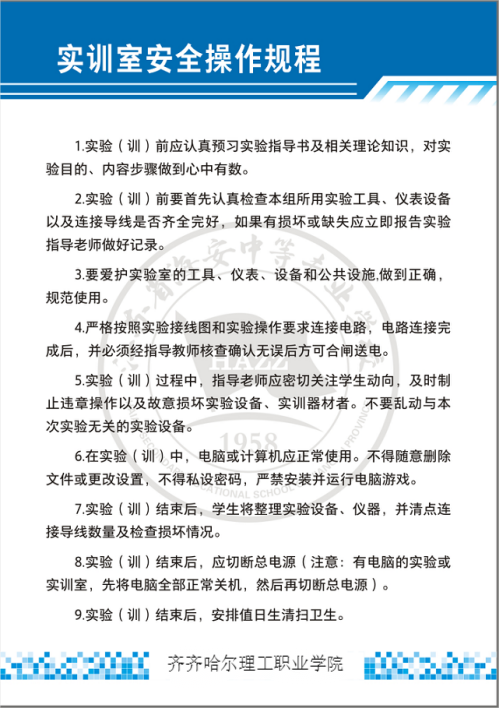 实训室安全操作规程
1.实验（训）前应认真预习实验指导书及相关理论知识，对实
验目的、内容步骤做到心中有数。
2.实验（训）前要首先认真检查本组所用实验工具、仪表设备
以及连接导线是否齐全完好，如果有损坏或缺失应立即报告实验
指导老师做好记录。
3.要爱护实验室的工具、仪表、设备和公共设施,做到正确，
规范使用。
4.严格按照实验接线图和实验操作要求连接电路，电路连接完
成后，并必须经指导教师核查确认无误后方可合闸送电。
5.实验（训）过程中，指导老师应密切关注学生动向，及时制
止违章操作以及故意损坏实验设备、实训器材者。不要乱动与本
次实验无关的实验设备。
6.在实验（训）中，电脑或计算机应正常使用。不得随意删除
文件或更改设置，不得私设密码，严禁安装并运行电脑游戏。
7.实验（训）结束后，学生将整理实验设备、仪器，并清点连
接导线数量及检查损坏情况。
8.实验（训）结束后，应切断总电源（注意：有电脑的实验或
实训室，先将电脑全部正常关机，然后再切断总电源）。
9.实验（训）结束后，安排值日生清扫卫生。
齐齐哈尔理工职业学院
HAZZ
1958